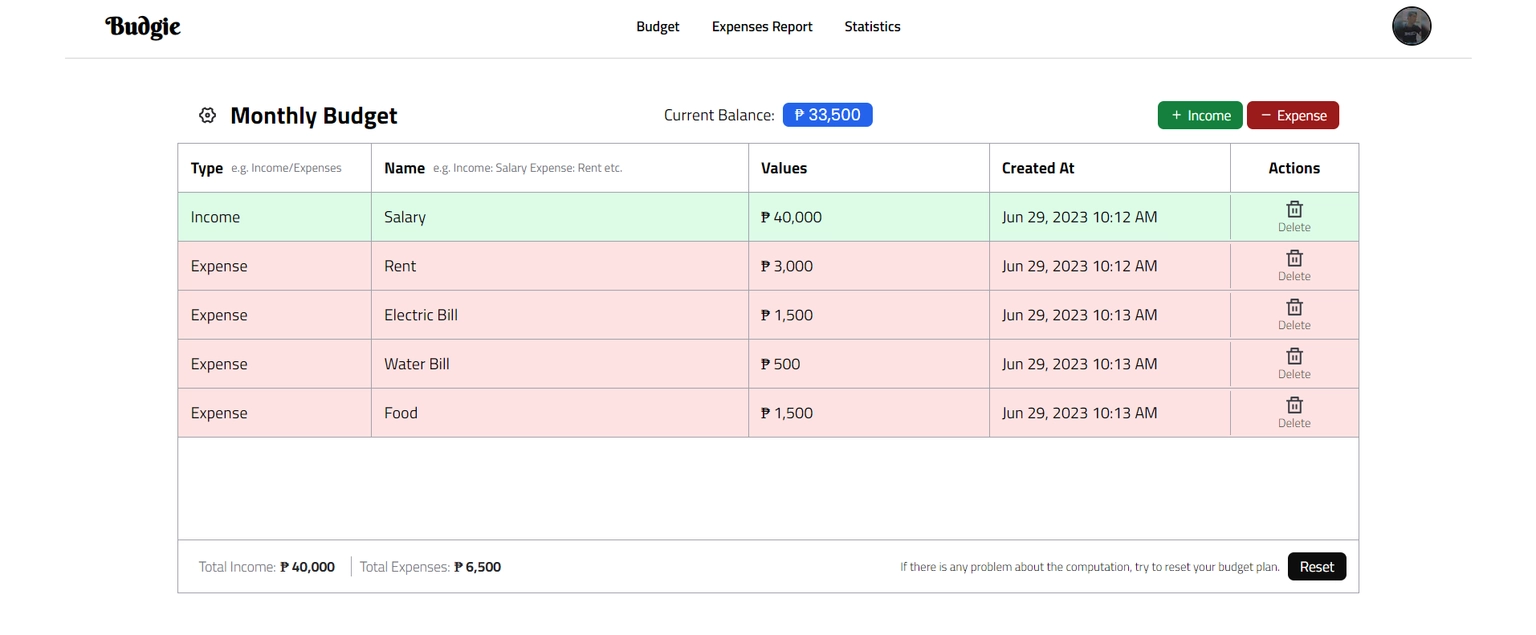 Budgie Budget Expenses Report Statistics
Monthly Budget Current Balance: ₱ 33,500 + Income − Expense
Type e.g. Income/Expenses Name e.g. Income: Salary Expense: Rent etc. Values Created At Actions
Income Salary ₱ 40,000 Jun 29, 2023 10:12 AM Delete
Expense Rent ₱ 3,000 Jun 29, 2023 10:12 AM Delete
Expense Electric Bill ₱ 1,500 Jun 29, 2023 10:13 AM Delete
Expense Water Bill ₱ 500 Jun 29, 2023 10:13 AM Delete
Expense Food ₱ 1,500 Jun 29, 2023 10:13 AM Delete
Total Income: ₱ 40,000 Total Expenses: ₱ 6,500 If there is any problem about the computation, try to reset your budget plan. Reset